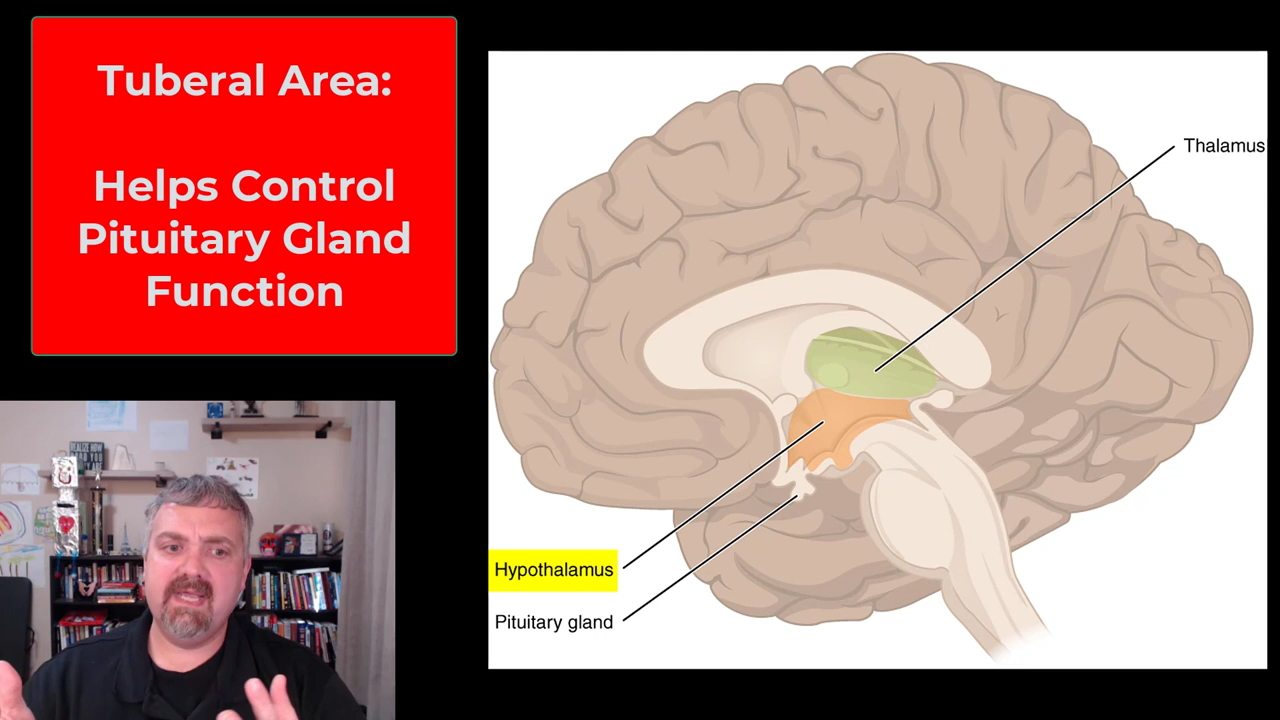 Tuberal Area:
Helps Control
Pituitary Gland
Function
Thalamus
Hypothalamus
Pituitary gland